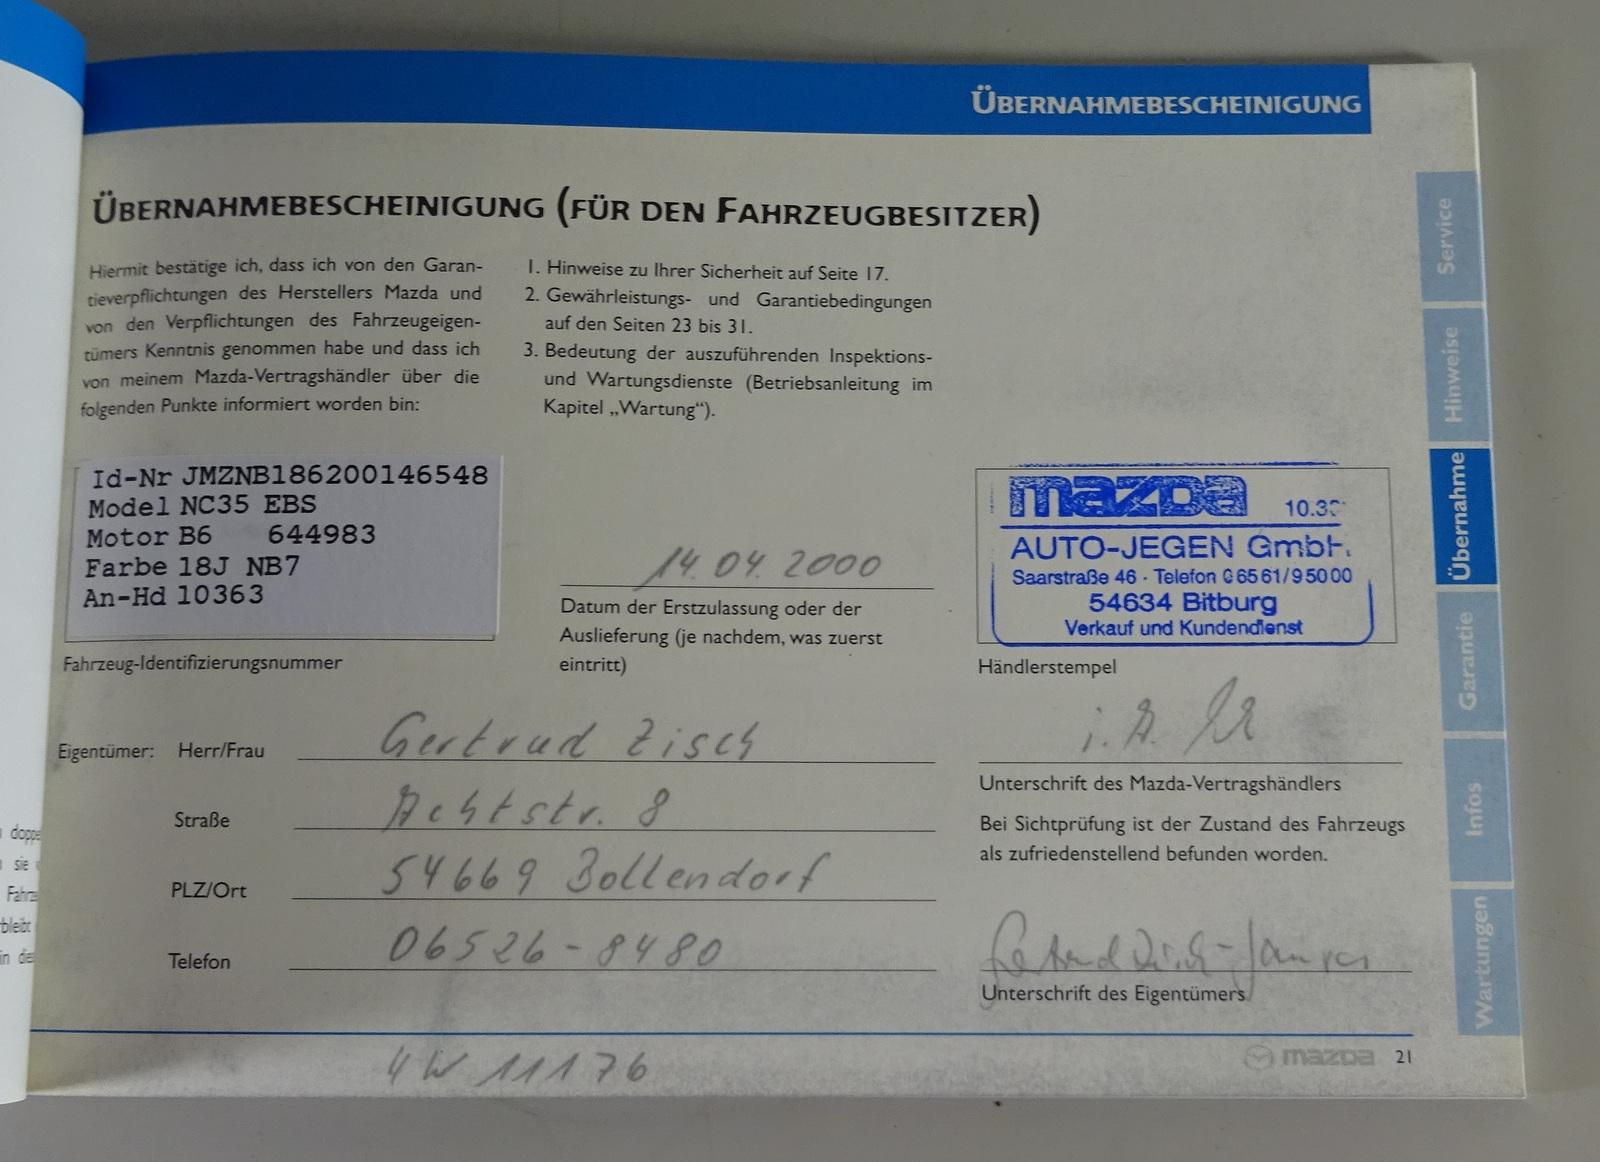 ÜBERNAHMEBESCHEINIGUNG
ÜBERNAHMEBESCHEINIGUNG (FÜR DEN FAHRZEUGBESITZER)
Hiermit bestätige ich, dass ich von den Garan-
tieverpflichtungen des Herstellers Mazda und
von den Verpflichtungen des Fahrzeugeigen-
tümers Kenntnis genommen habe und dass ich
von meinem Mazda-Vertragshändler über die
folgenden Punkte informiert worden bin:
1. Hinweise zu Ihrer Sicherheit auf Seite 17.
2. Gewährleistungs- und Garantiebedingungen
auf den Seiten 23 bis 31.
3. Bedeutung der auszuführenden Inspektions-
und Wartungsdienste (Betriebsanleitung im
Kapitel „Wartung“).
Id-Nr JMZNB186200146548
Model NC35 EBS
Motor B6 644983
Farbe 18J NB7
An-Hd 10363
Fahrzeug-Identifizierungsnummer
14.04.2000
Datum der Erstzulassung oder der
Auslieferung (je nachdem, was zuerst
eintritt)
mazda
AUTO-JEGEN GmbH.
Saarstraße 46 · Telefon 06561/95000
54634 Bitburg
Verkauf und Kundendienst
Händlerstempel
Eigentümer: Herr/Frau Gertrud Zisch
Straße Achtstr. 8
PLZ/Ort 54669 Bollendorf
Telefon 06526-8480
i.A.
Unterschrift des Mazda-Vertragshändlers
Bei Sichtprüfung ist der Zustand des Fahrzeugs
als zufriedenstellend befunden worden.
Unterschrift des Eigentümers
4W 11176
mazda 21
Service
Hinweise
Übernahme
Garantie
Infos
Wartungen
doppe
sie
Fahrz
bleibt
in de